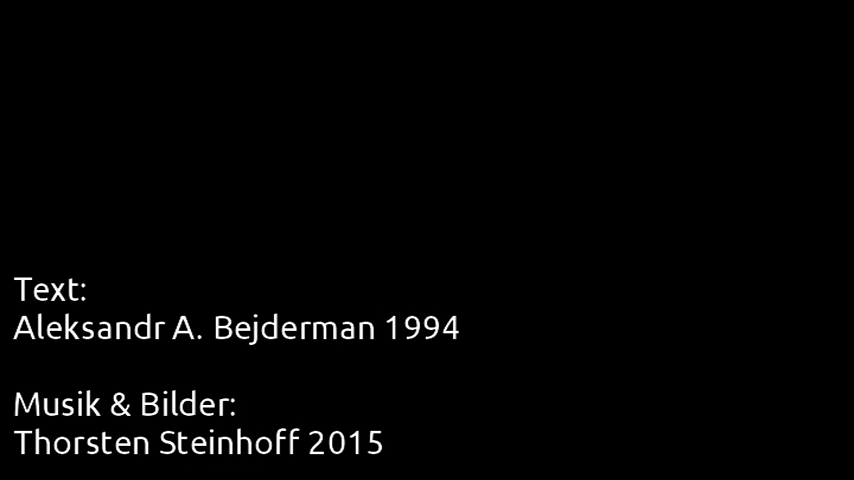 Text:
Aleksandr A. Bejderman 1994
Musik & Bilder:
Thorsten Steinhoff 2015